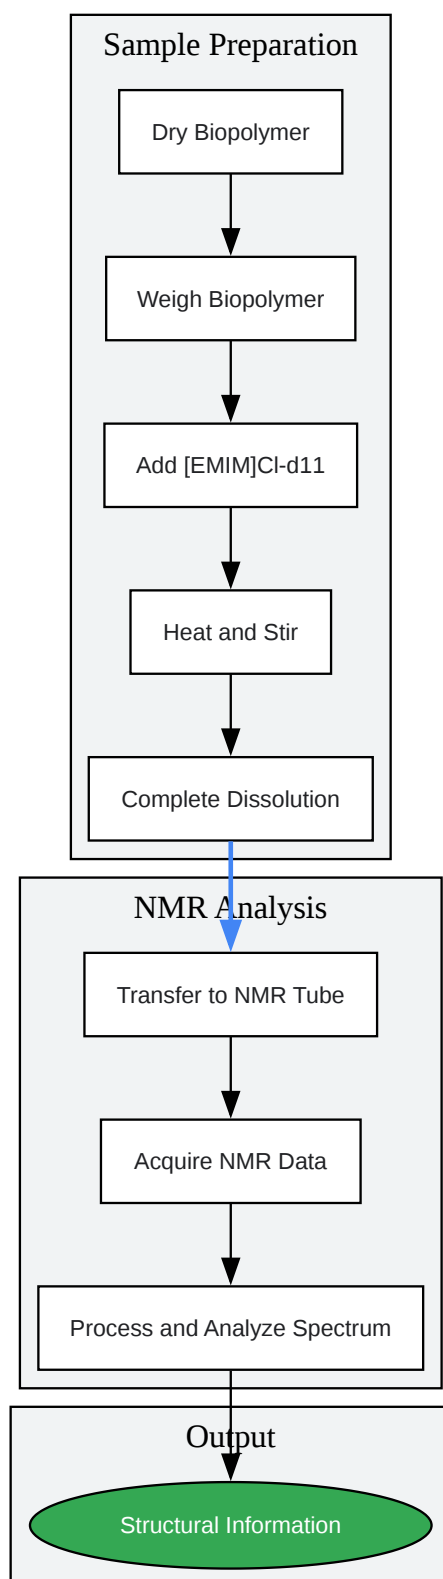 Sample Preparation
Dry Biopolymer
Weigh Biopolymer
Add [EMIM]Cl-d11
Heat and Stir
Complete Dissolution
NMR Analysis
Transfer to NMR Tube
Acquire NMR Data
Process and Analyze Spectrum
Output
Structural Information